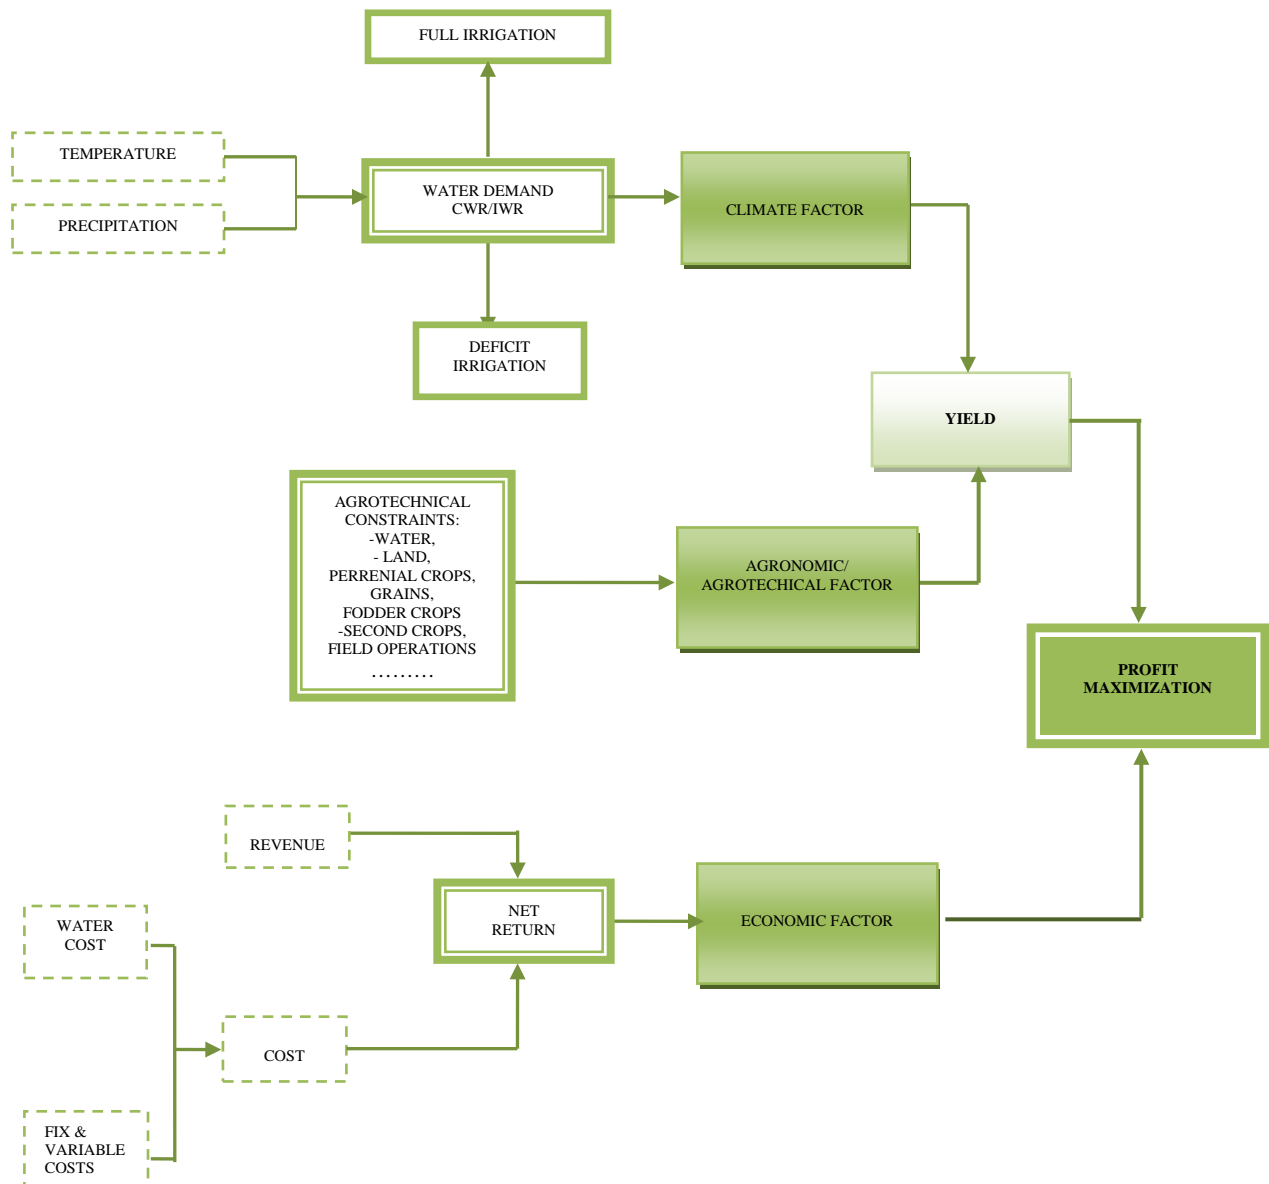 FULL IRRIGATION
TEMPERATURE
PRECIPITATION
WATER DEMAND
CWR/IWR
CLIMATE FACTOR
DEFICIT
IRRIGATION
YIELD
AGROTECHNICAL
CONSTRAINTS:
-WATER,
- LAND,
PERRENIAL CROPS,
GRAINS,
FODDER CROPS
-SECOND CROPS,
FIELD OPERATIONS
.........
AGRONOMIC/
AGROTECHICAL FACTOR
PROFIT
MAXIMIZATION
REVENUE
NET
RETURN
ECONOMIC FACTOR
WATER
COST
COST
FIX &
VARIABLE
COSTS